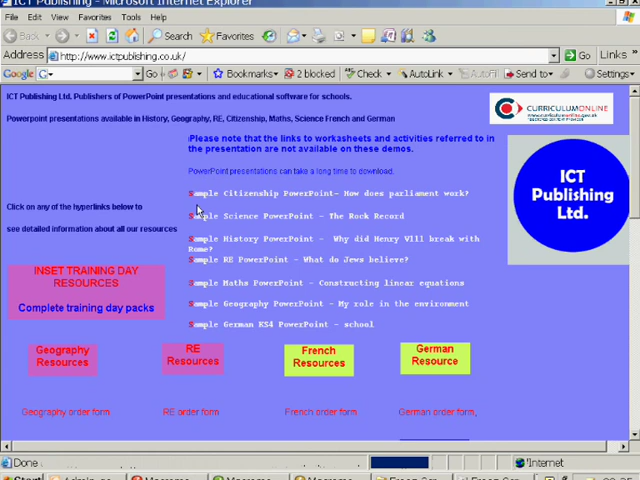 ICT Publishing - Microsoft Internet Explorer
File Edit View Favorites Tools Help
Back Search Favorites
Address http://www.ictpublishing.co.uk/ Go Links
Google G Go Bookmarks 2 blocked Check AutoLink AutoFill Send to Settings
ICT Publishing Ltd. Publishers of PowerPoint presentations and educational software for schools.
CURRICULUMONLINE
Powerpoint presentations available in History, Geography, RE, Citizenship, Maths, Science French and German
Please note that the links to worksheets and activities referred to in
the presentation are not available on these demos.
PowerPoint presentations can take a long time to download.
Sample Citizenship PowerPoint- How does parliament work?
Sample Science PowerPoint - The Rock Record
Sample History PowerPoint - Why did Henry V111 break with
Rome?
Sample RE PowerPoint - What do Jews believe?
Sample Maths PowerPoint - Constructing linear equations
Sample Geography PowerPoint - My role in the environment
Sample German KS4 PowerPoint - school
ICT
Publishing
Ltd.
Click on any of the hyperlinks below to
see detailed information about all our resources
INSET TRAINING DAY
RESOURCES
Complete training day packs
Geography
Resources
RE
Resources
French
Resources
German
Resource
Geography order form
RE order form
French order form
German order form,
Done
Internet